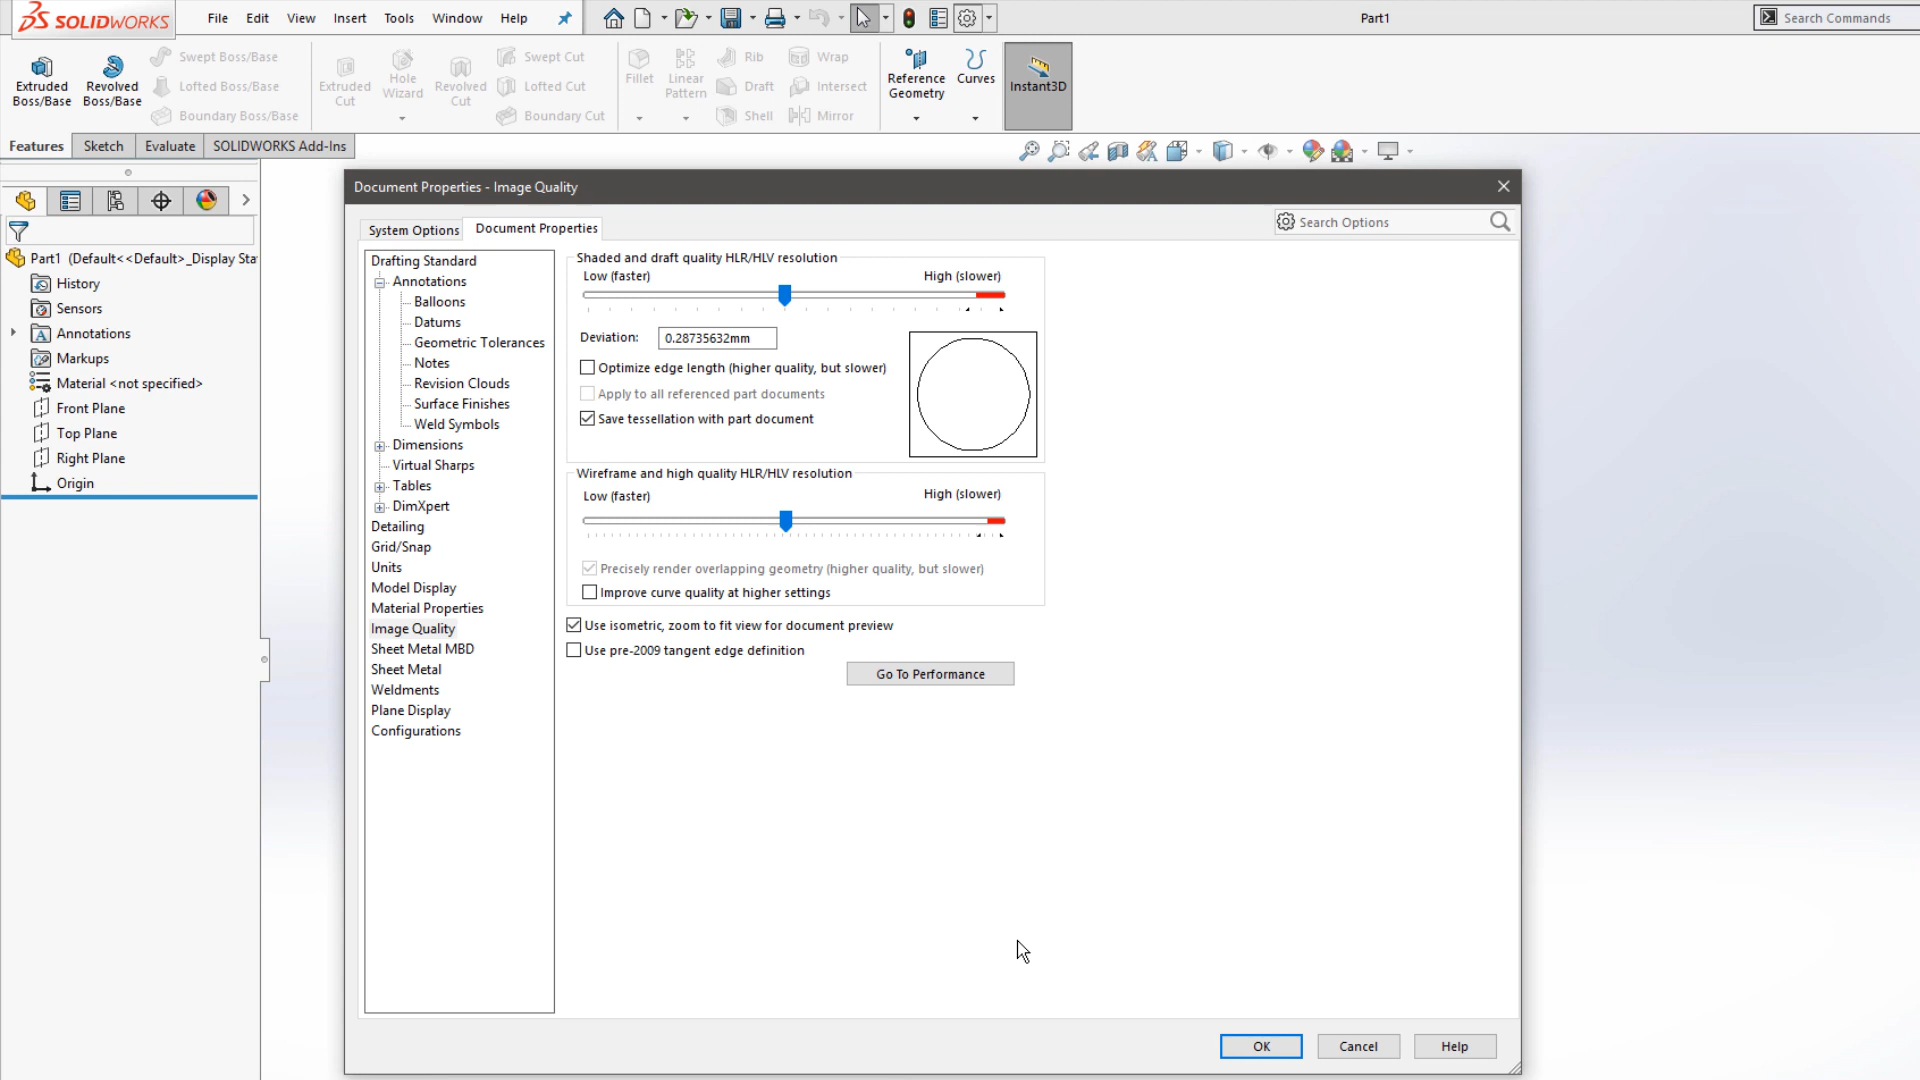 SOLIDWORKS
File Edit View Insert Tools Window Help
Part1
Search Commands
Extruded Boss/Base
Revolved Boss/Base
Swept Boss/Base
Lofted Boss/Base
Boundary Boss/Base
Extruded Cut
Hole Wizard
Revolved Cut
Swept Cut
Lofted Cut
Boundary Cut
Fillet
Linear Pattern
Rib
Draft
Shell
Wrap
Intersect
Mirror
Reference Geometry
Curves
Instant3D
Features Sketch Evaluate SOLIDWORKS Add-Ins
Part1 (Default<<Default>_Display Sta
History
Sensors
Annotations
Markups
Material <not specified>
Front Plane
Top Plane
Right Plane
Origin
Document Properties - Image Quality
System Options Document Properties
Search Options
Drafting Standard
Annotations
Balloons
Datums
Geometric Tolerances
Notes
Revision Clouds
Surface Finishes
Weld Symbols
Dimensions
Virtual Sharps
Tables
DimXpert
Detailing
Grid/Snap
Units
Model Display
Material Properties
Image Quality
Sheet Metal MBD
Sheet Metal
Weldments
Plane Display
Configurations
Shaded and draft quality HLR/HLV resolution
Low (faster) High (slower)
Deviation: 0.28735632mm
Optimize edge length (higher quality, but slower)
Apply to all referenced part documents
Save tessellation with part document
Wireframe and high quality HLR/HLV resolution
Low (faster) High (slower)
Precisely render overlapping geometry (higher quality, but slower)
Improve curve quality at higher settings
Use isometric, zoom to fit view for document preview
Use pre-2009 tangent edge definition
Go To Performance
OK Cancel Help